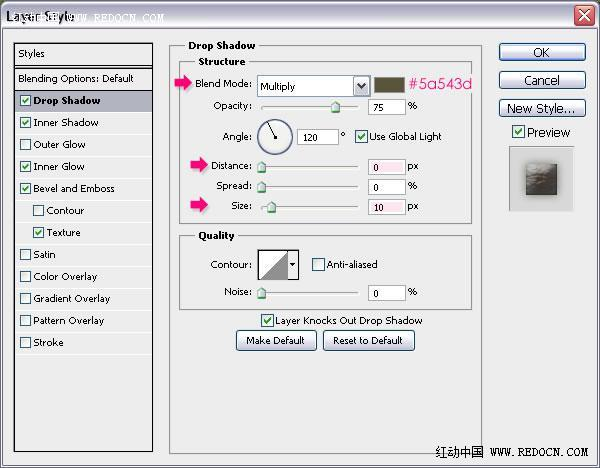 Layer Style
WWW.REDOCN.COM
Styles
Blending Options: Default
Drop Shadow
Inner Shadow
Outer Glow
Inner Glow
Bevel and Emboss
Contour
Texture
Satin
Color Overlay
Gradient Overlay
Pattern Overlay
Stroke
Drop Shadow
Structure
Blend Mode: Multiply #5a543d
Opacity: 75 %
Angle: 120 ° Use Global Light
Distance: 0 px
Spread: 0 %
Size: 10 px
Quality
Contour: Anti-aliased
Noise: 0 %
Layer Knocks Out Drop Shadow
Make Default Reset to Default
OK
Cancel
New Style...
Preview
红动中国 WWW.REDOCN.COM